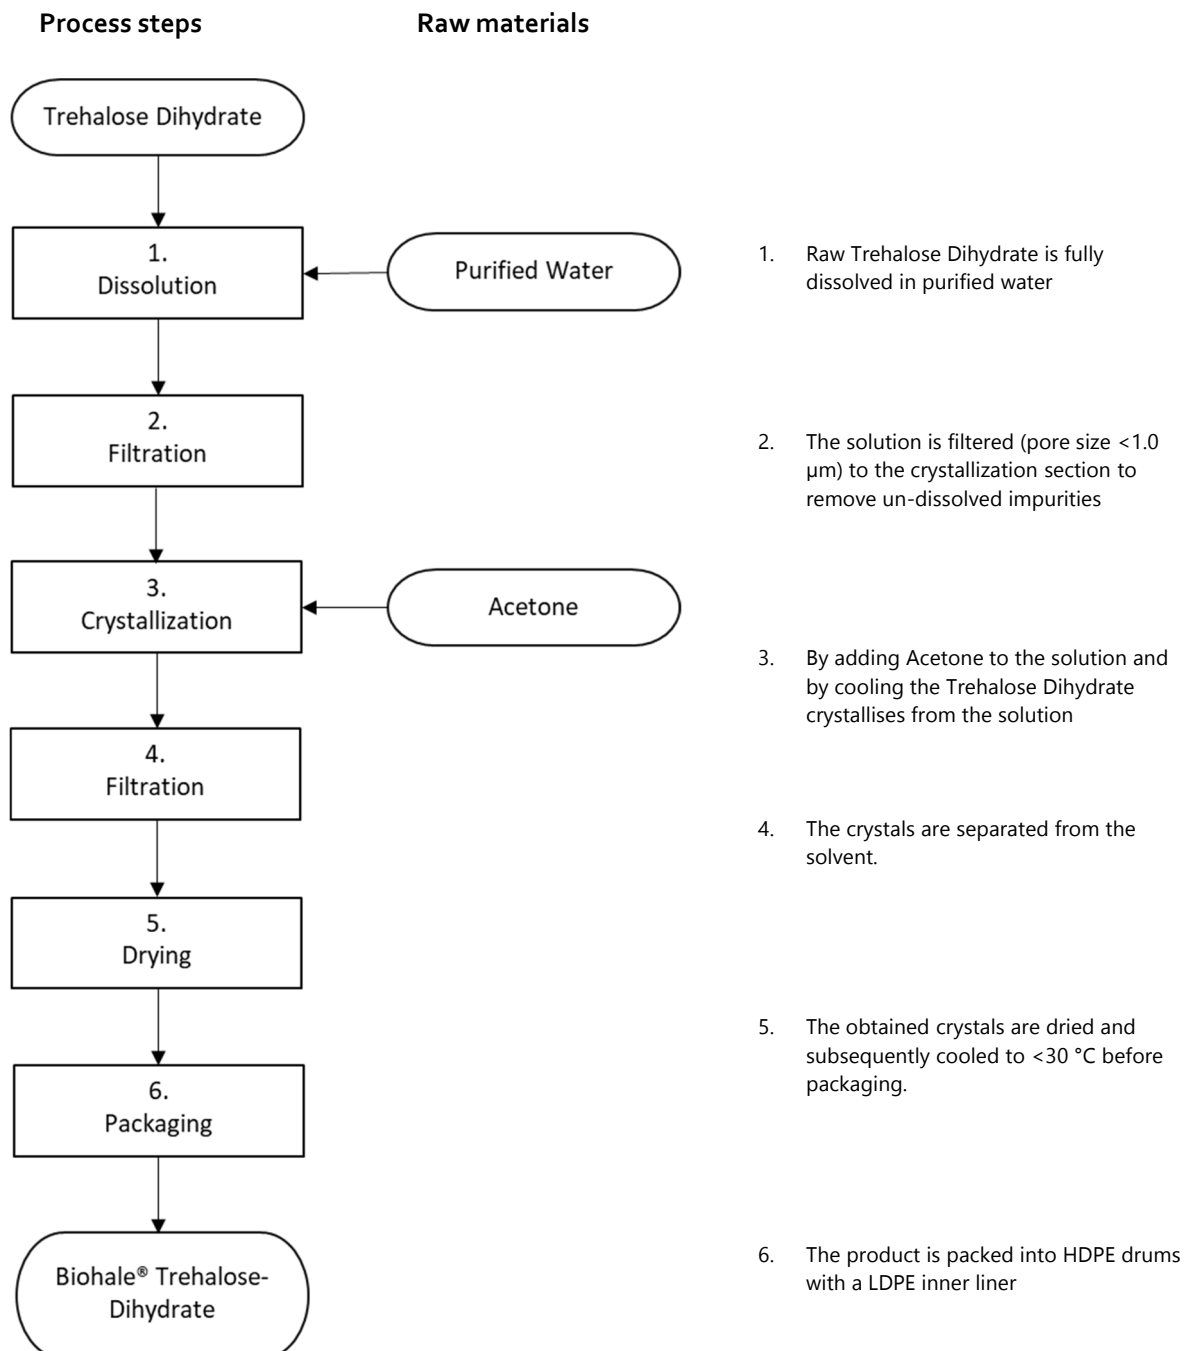 Process steps
Raw materials
Trehalose Dihydrate
1.
Dissolution
Purified Water
1. Raw Trehalose Dihydrate is fully
dissolved in purified water
2.
Filtration
2. The solution is filtered (pore size <1.0
µm) to the crystallization section to
remove un-dissolved impurities
3.
Crystallization
Acetone
3. By adding Acetone to the solution and
by cooling the Trehalose Dihydrate
crystallises from the solution
4.
Filtration
4. The crystals are separated from the
solvent.
5.
Drying
5. The obtained crystals are dried and
subsequently cooled to <30 °C before
packaging.
6.
Packaging
Biohale® Trehalose-
Dihydrate
6. The product is packed into HDPE drums
with a LDPE inner liner